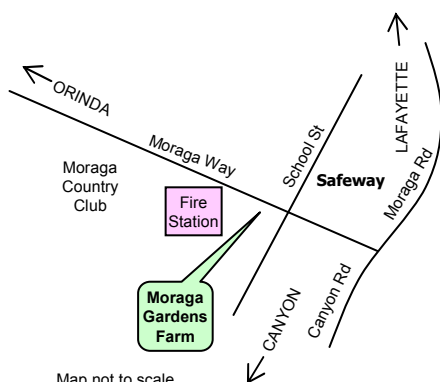 ORINDA
LAFAYETTE
Moraga Way
School St
Moraga Rd
Moraga
Country
Club
Safeway
Fire
Station
Moraga
Gardens
Farm
Canyon Rd
CANYON
Map not to scale